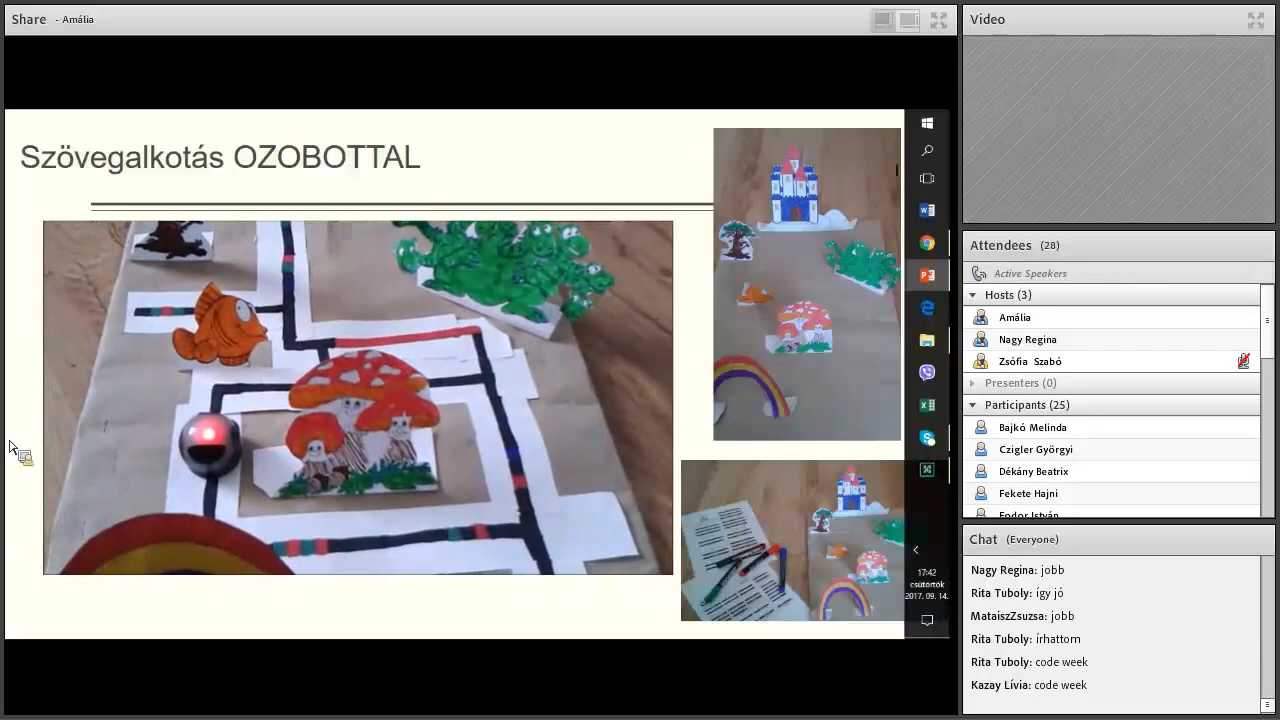 Share - Amália
Szövegalkotás OZOBOTTAL
17:42
csütörtök
2017. 09. 14.
Video
Attendees (28)
Active Speakers
Hosts (3)
Amália
Nagy Regina
Zsófia Szabó
Presenters (0)
Participants (25)
Bajkó Melinda
Czigler Györgyi
Dékány Beatrix
Fekete Hajni
Fodor István
Chat (Everyone)
Nagy Regina: jobb
Rita Tuboly: így jó
MataiszZsuzsa: jobb
Rita Tuboly: írhattom
Rita Tuboly: code week
Kazay Lívia: code week